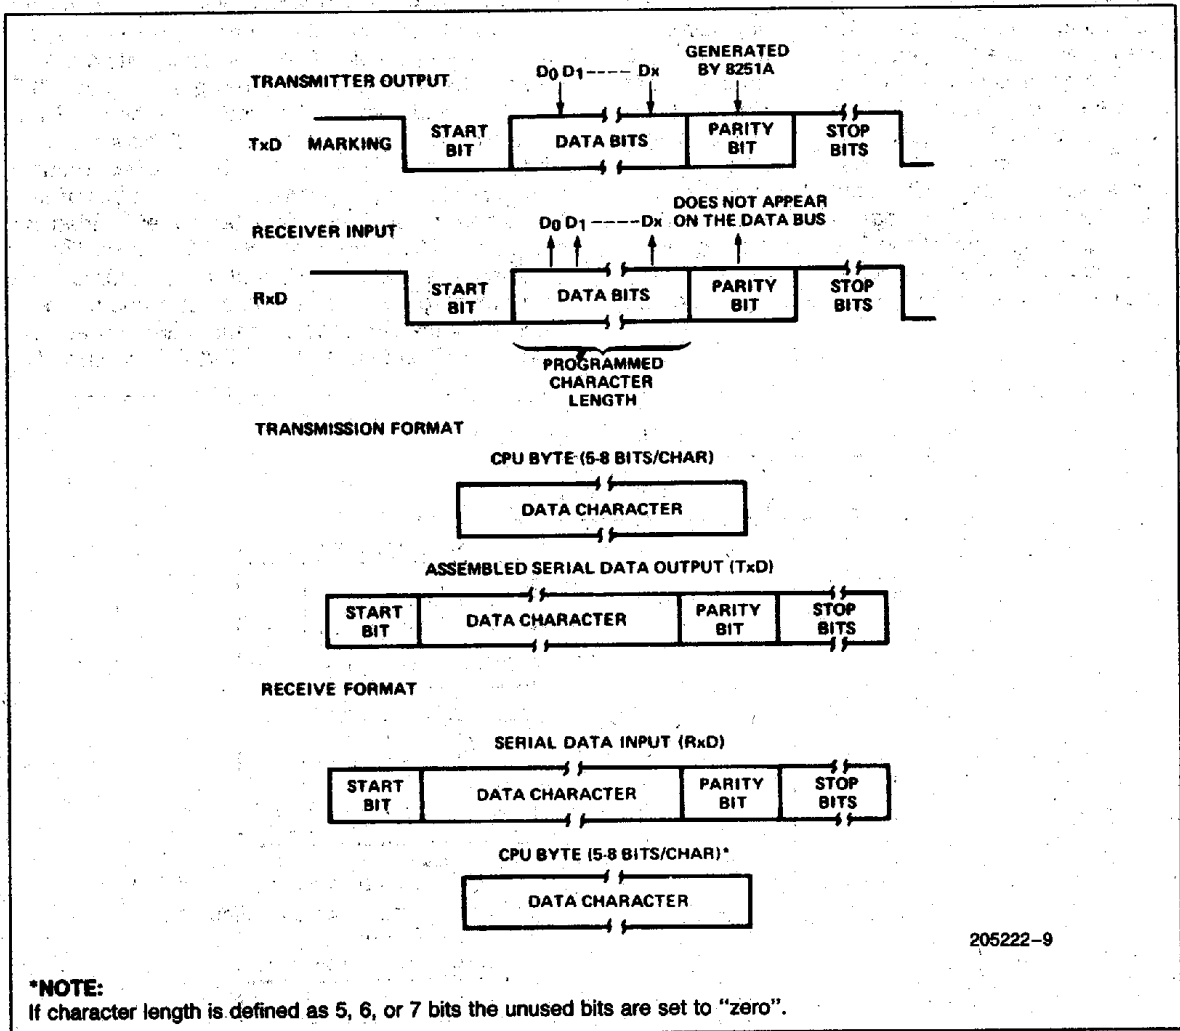 GENERATED
BY 8251A
TRANSMITTER OUTPUT
D0 D1 ---- Dx
TxD MARKING
START
BIT
DATA BITS
PARITY
BIT
STOP
BITS
DOES NOT APPEAR
ON THE DATA BUS
RECEIVER INPUT
D0 D1 ---- Dx
RxD
START
BIT
DATA BITS
PARITY
BIT
STOP
BITS
PROGRAMMED
CHARACTER
LENGTH
TRANSMISSION FORMAT
CPU BYTE (5-8 BITS/CHAR)
DATA CHARACTER
ASSEMBLED SERIAL DATA OUTPUT (TxD)
START
BIT
DATA CHARACTER
PARITY
BIT
STOP
BITS
RECEIVE FORMAT
SERIAL DATA INPUT (RxD)
START
BIT
DATA CHARACTER
PARITY
BIT
STOP
BITS
CPU BYTE (5-8 BITS/CHAR)*
DATA CHARACTER
205222-9
*NOTE:
If character length is defined as 5, 6, or 7 bits the unused bits are set to "zero".